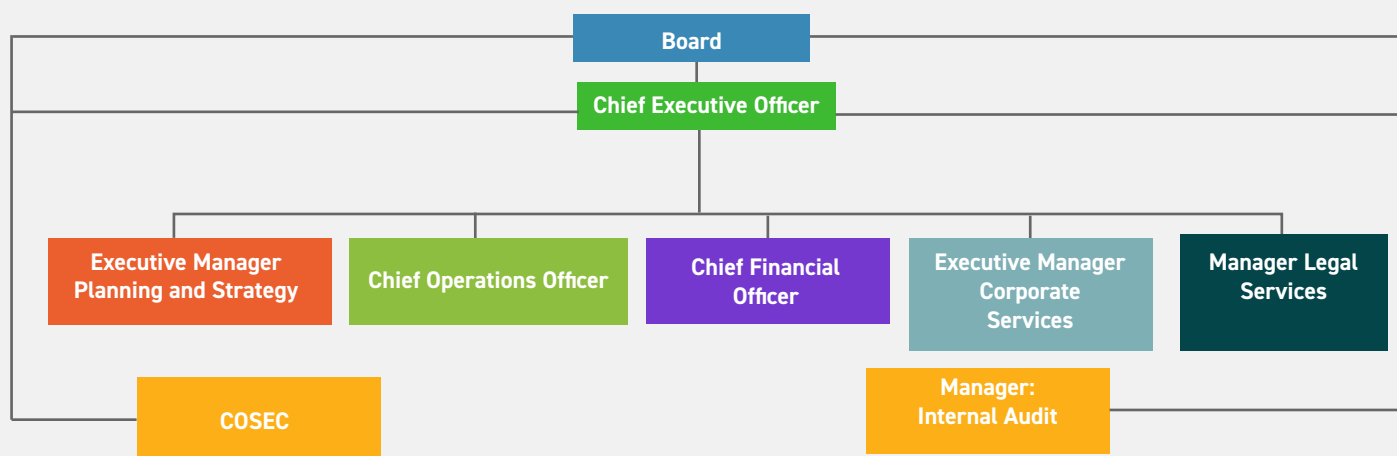 Board
Chief Executive Officer
Executive Manager
Planning and Strategy
Chief Operations Officer
Chief Financial
Officer
Executive Manager
Corporate
Services
Manager Legal
Services
COSEC
Manager:
Internal Audit